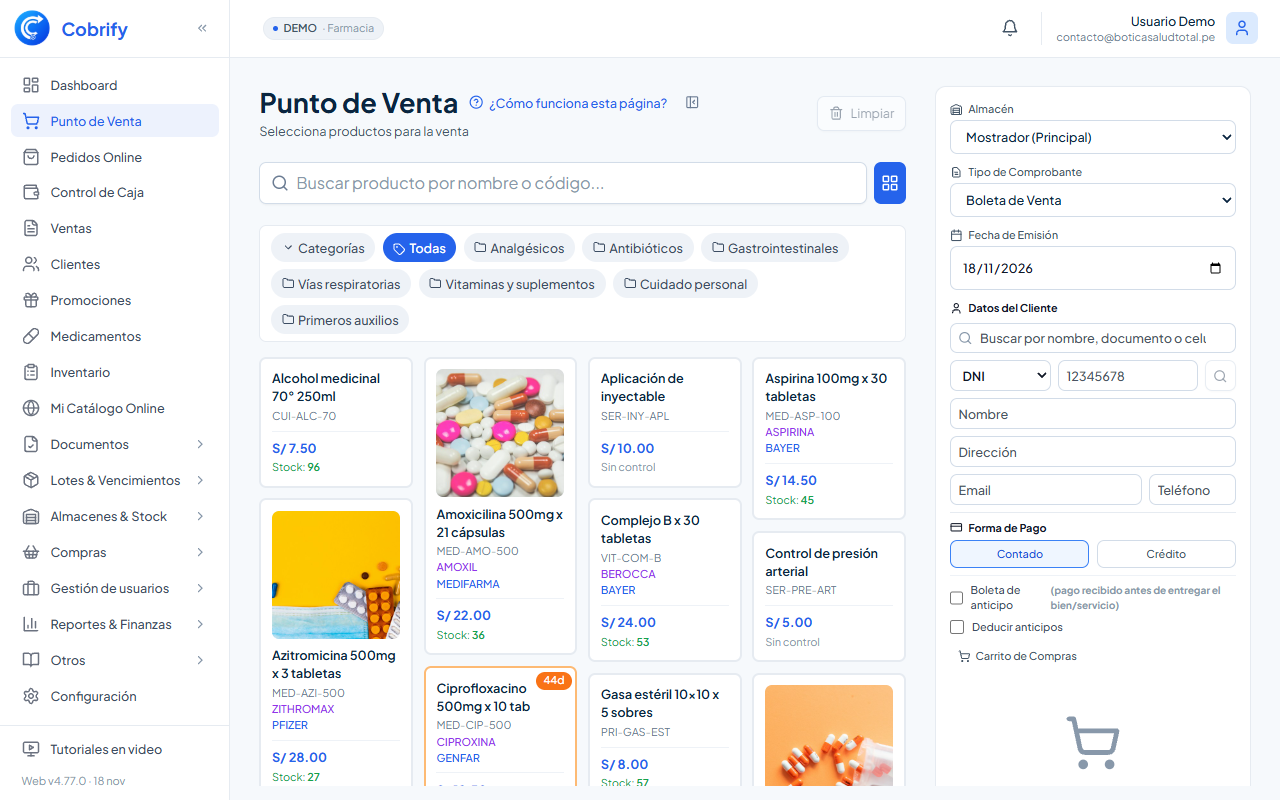 Cobrify
DEMO · Farmacia
Usuario Demo
contacto@boticasaludtotal.pe
Dashboard
Punto de Venta
Pedidos Online
Control de Caja
Ventas
Clientes
Promociones
Medicamentos
Inventario
Mi Catálogo Online
Documentos
Lotes & Vencimientos
Almacenes & Stock
Compras
Gestión de usuarios
Reportes & Finanzas
Otros
Configuración
Tutoriales en video
Web v4.77.0 · 18 nov
Punto de Venta
¿Cómo funciona esta página?
Selecciona productos para la venta
Limpiar
Buscar producto por nombre o código...
Categorías
Todas
Analgésicos
Antibióticos
Gastrointestinales
Vías respiratorias
Vitaminas y suplementos
Cuidado personal
Primeros auxilios
Alcohol medicinal
70° 250ml
CUI-ALC-70
S/ 7.50
Stock: 96
Azitromicina 500mg
x 3 tabletas
MED-AZI-500
ZITHROMAX
PFIZER
S/ 28.00
Stock: 27
Amoxicilina 500mg x
21 cápsulas
MED-AMO-500
AMOXIL
MEDIFARMA
S/ 22.00
Stock: 36
44d
Ciprofloxacino
500mg x 10 tab
MED-CIP-500
CIPROXINA
GENFAR
Aplicación de
inyectable
SER-INY-APL
S/ 10.00
Sin control
Complejo B x 30
tabletas
VIT-COM-B
BEROCCA
BAYER
S/ 24.00
Stock: 53
Gasa estéril 10×10 x
5 sobres
PRI-GAS-EST
S/ 8.00
Stock: 57
Aspirina 100mg x 30
tabletas
MED-ASP-100
ASPIRINA
BAYER
S/ 14.50
Stock: 45
Control de presión
arterial
SER-PRE-ART
S/ 5.00
Sin control
Almacén
Mostrador (Principal)
Tipo de Comprobante
Boleta de Venta
Fecha de Emisión
18/11/2026
Datos del Cliente
Buscar por nombre, documento o celu
DNI
12345678
Nombre
Dirección
Email
Teléfono
Forma de Pago
Contado
Crédito
Boleta de anticipo (pago recibido antes de entregar el bien/servicio)
Deducir anticipos
Carrito de Compras